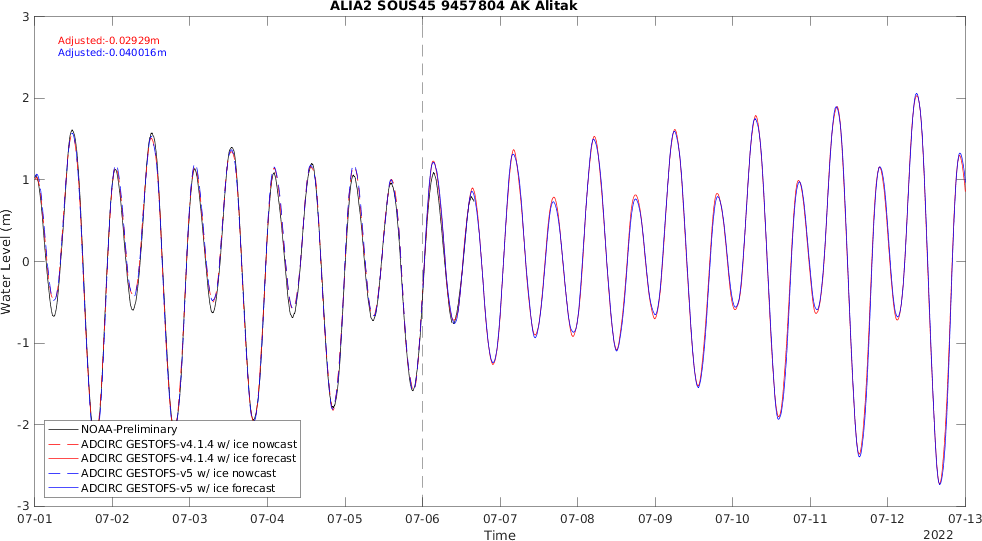 ALIA2 SOUS45 9457804 AK Alitak
Adjusted:-0.02929m
Adjusted:-0.040016m
3
2
1
0
-1
-2
-3
Water Level (m)
NOAA-Preliminary
ADCIRC GESTOFS-v4.1.4 w/ ice nowcast
ADCIRC GESTOFS-v4.1.4 w/ ice forecast
ADCIRC GESTOFS-v5 w/ ice nowcast
ADCIRC GESTOFS-v5 w/ ice forecast
07-01 07-02 07-03 07-04 07-05 07-06 07-07 07-08 07-09 07-10 07-11 07-12 07-13
Time
2022